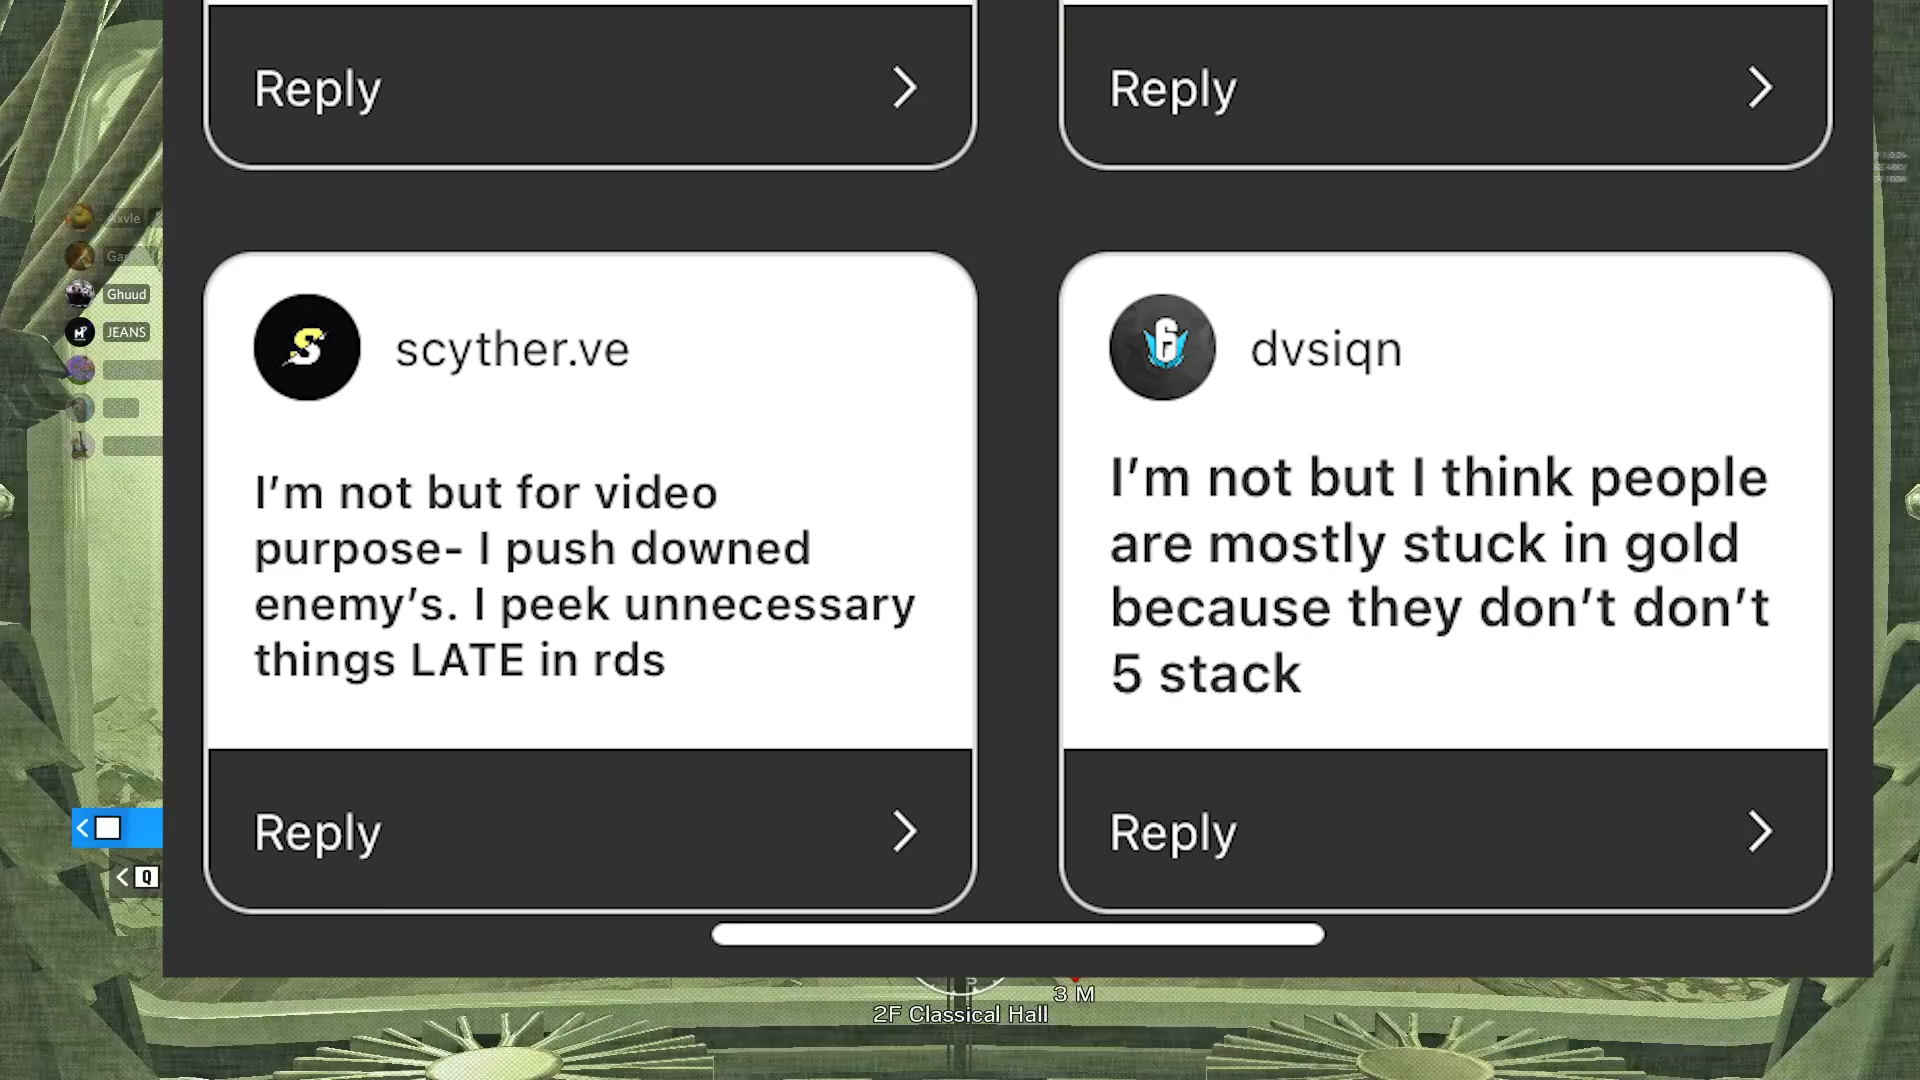 Reply
Reply
scyther.ve
I'm not but for video
purpose- I push downed
enemy's. I peek unnecessary
things LATE in rds
Reply
dvsiqn
I'm not but I think people
are mostly stuck in gold
because they don't don't
5 stack
Reply
Axvle
Ghuud
JEANS
Q
3 M
2F Classical Hall